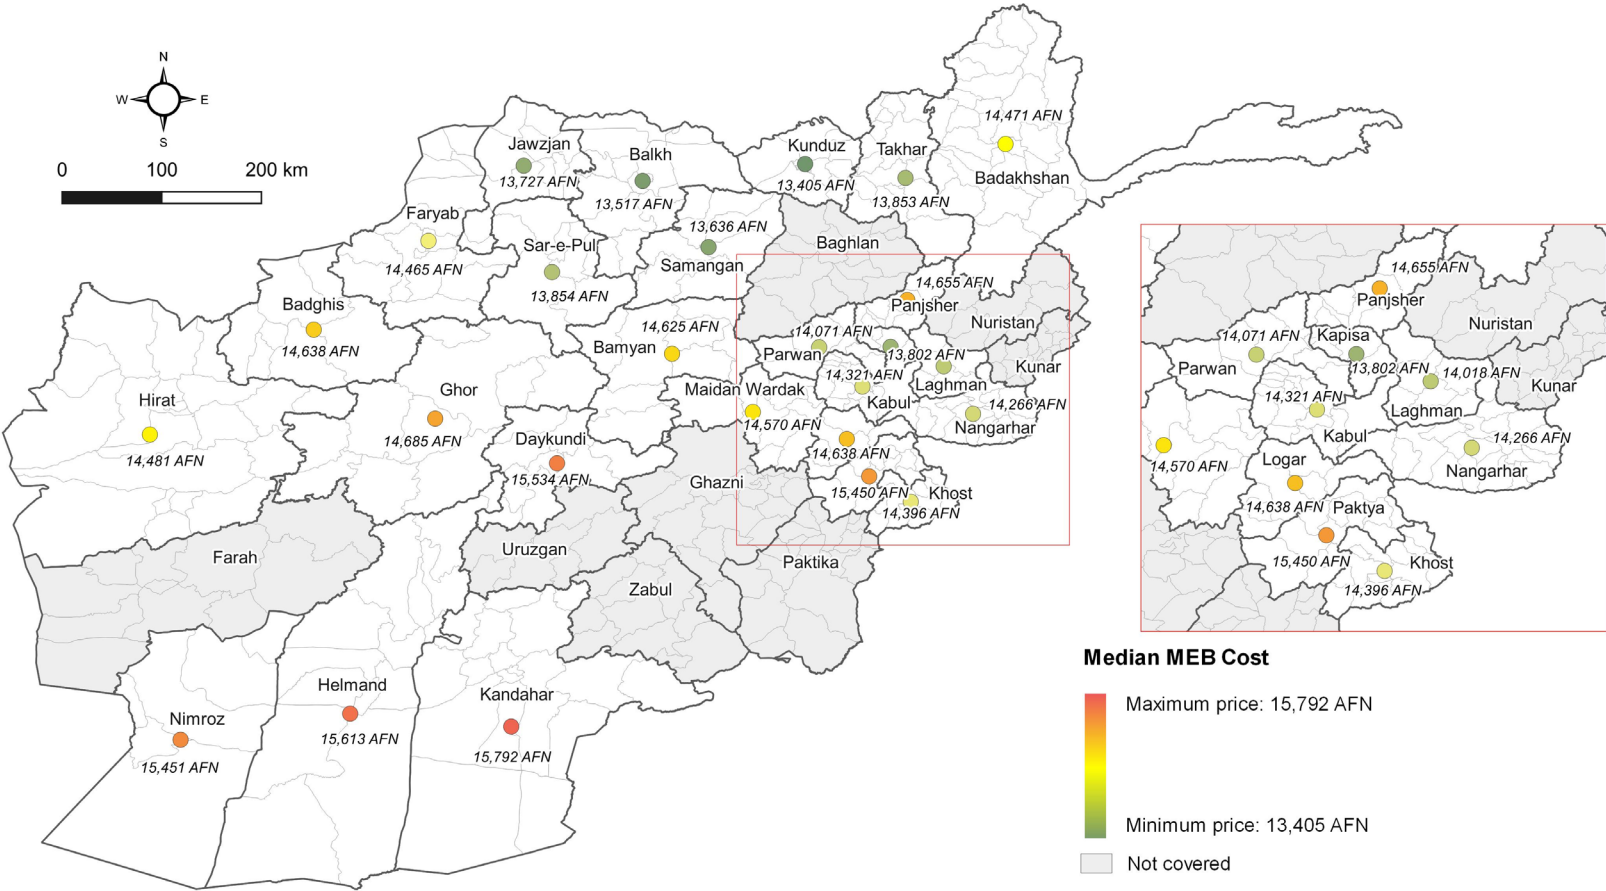 N
W E
S
0 100 200 km
Jawzjan
13,727 AFN
Balkh
13,517 AFN
Kunduz
13,405 AFN
Takhar
13,853 AFN
14,471 AFN
Badakhshan
Faryab
14,465 AFN
Sar-e-Pul
13,854 AFN
13,636 AFN
Samangan
Baghlan
Badghis
14,638 AFN
14,655 AFN
Panjsher
Nuristan
Kunar
14,625 AFN
Bamyan
14,071 AFN
Parwan
13,802 AFN
14,321 AFN
Laghman
Kabul
14,266 AFN
Nangarhar
Hirat
14,481 AFN
Ghor
14,685 AFN
Maidan Wardak
14,570 AFN
Daykundi
15,534 AFN
14,638 AFN
Ghazni
15,450 AFN
Khost
14,396 AFN
Farah
Uruzgan
Zabul
Paktika
Nimroz
15,451 AFN
Helmand
15,613 AFN
Kandahar
15,792 AFN
14,655 AFN
Panjsher
Nuristan
14,071 AFN
Kapisa
Parwan
13,802 AFN
14,018 AFN
Kunar
14,321 AFN
Laghman
Kabul
14,266 AFN
Nangarhar
14,570 AFN
Logar
14,638 AFN
Paktya
15,450 AFN
Khost
14,396 AFN
Median MEB Cost
Maximum price: 15,792 AFN
Minimum price: 13,405 AFN
Not covered